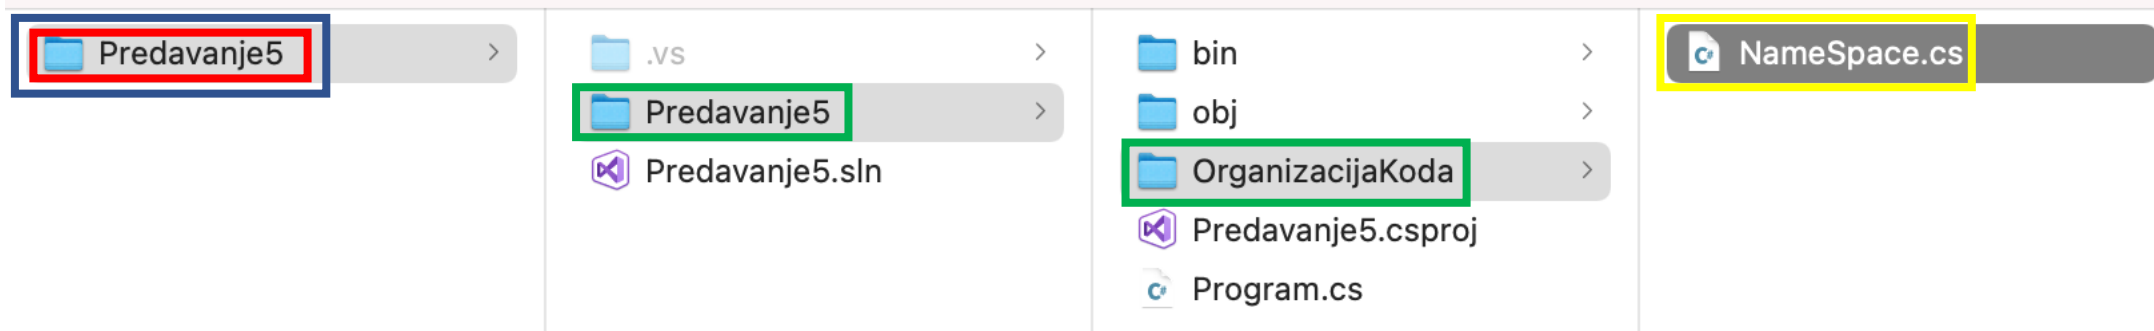 Predavanje5
.vs
Predavanje5
Predavanje5.sln
bin
obj
OrganizacijaKoda
Predavanje5.csproj
Program.cs
NameSpace.cs